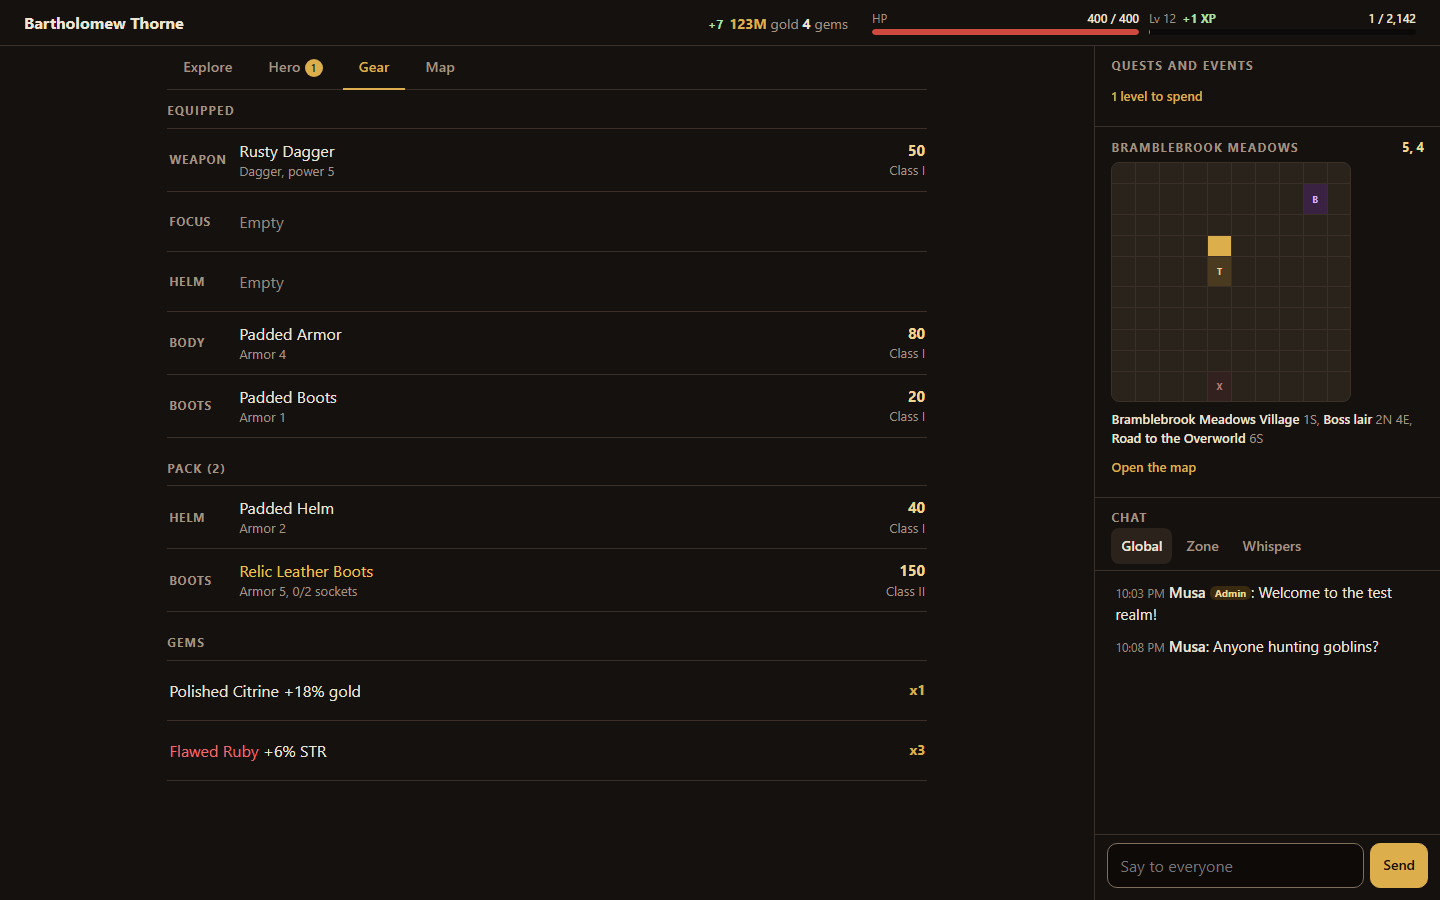 Bartholomew Thorne
+7 123M gold 4 gems
HP 400 / 400
Lv 12 +1 XP 1 / 2,142
Explore
Hero 1
Gear
Map
EQUIPPED
WEAPON Rusty Dagger 50
Dagger, power 5 Class I
FOCUS Empty
HELM Empty
BODY Padded Armor 80
Armor 4 Class I
BOOTS Padded Boots 20
Armor 1 Class I
PACK (2)
HELM Padded Helm 40
Armor 2 Class I
BOOTS Relic Leather Boots 150
Armor 5, 0/2 sockets Class II
GEMS
Polished Citrine +18% gold x1
Flawed Ruby +6% STR x3
QUESTS AND EVENTS
1 level to spend
BRAMBLEBROOK MEADOWS 5, 4
B
T
X
Bramblebrook Meadows Village 1S, Boss lair 2N 4E,
Road to the Overworld 6S
Open the map
CHAT
Global Zone Whispers
10:03 PM Musa Admin: Welcome to the test
realm!
10:08 PM Musa: Anyone hunting goblins?
Say to everyone Send